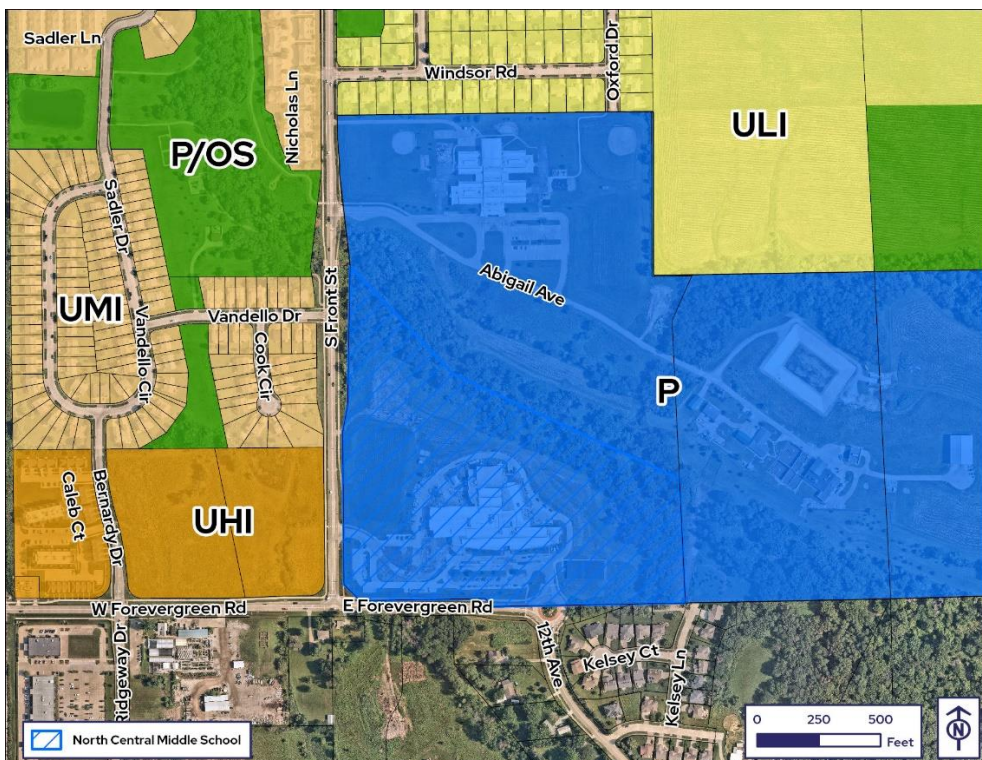 Sadler Ln
Windsor Rd
Oxford Dr
Nicholas Ln
P/OS
ULI
Sadler Dr
S Front St
Abigail Ave
UMI
Vandello Dr
Vandello Cir
Cook Cir
P
Caleb Ct
Bernardy Dr
UHI
W Forevergreen Rd
E Forevergreen Rd
Ridgeway Dr
12th Ave
Kelsey Ct
Kelsey Ln
North Central Middle School
0 250 500
Feet
N